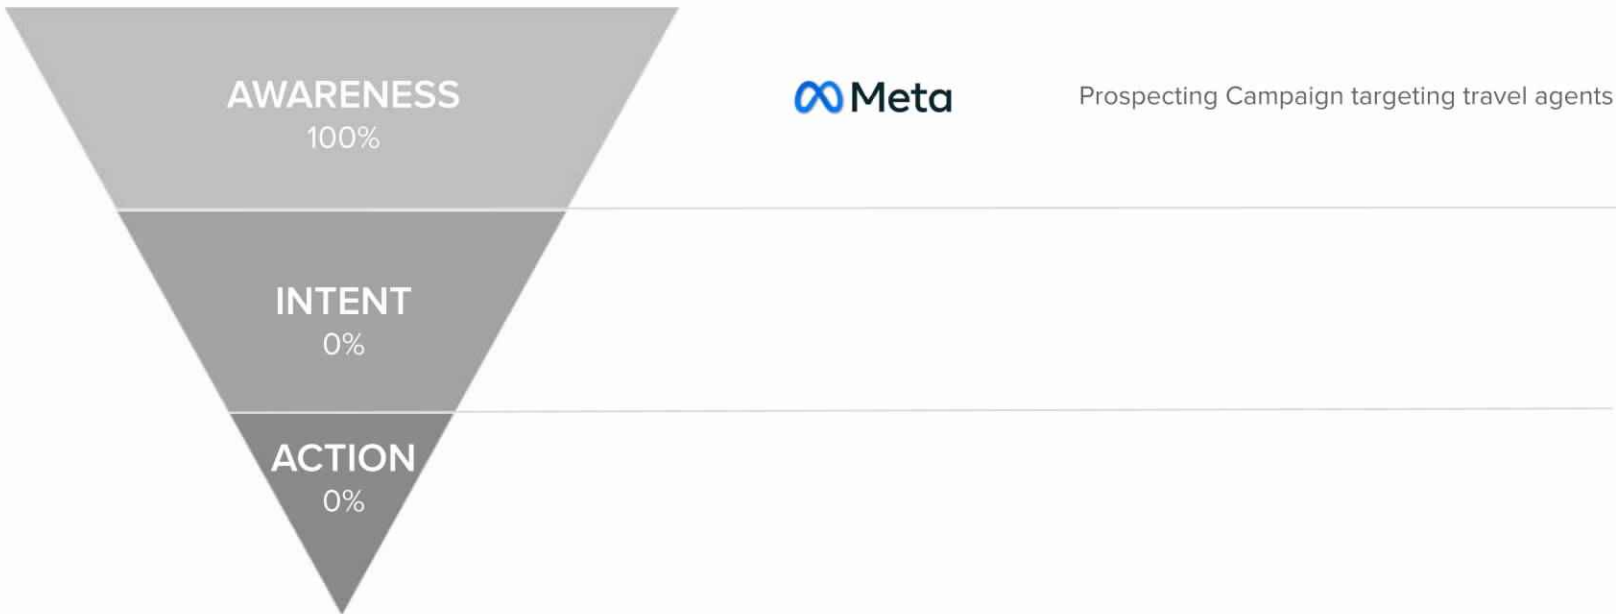 AWARENESS
100%
Meta
Prospecting Campaign targeting travel agents
INTENT
0%
ACTION
0%